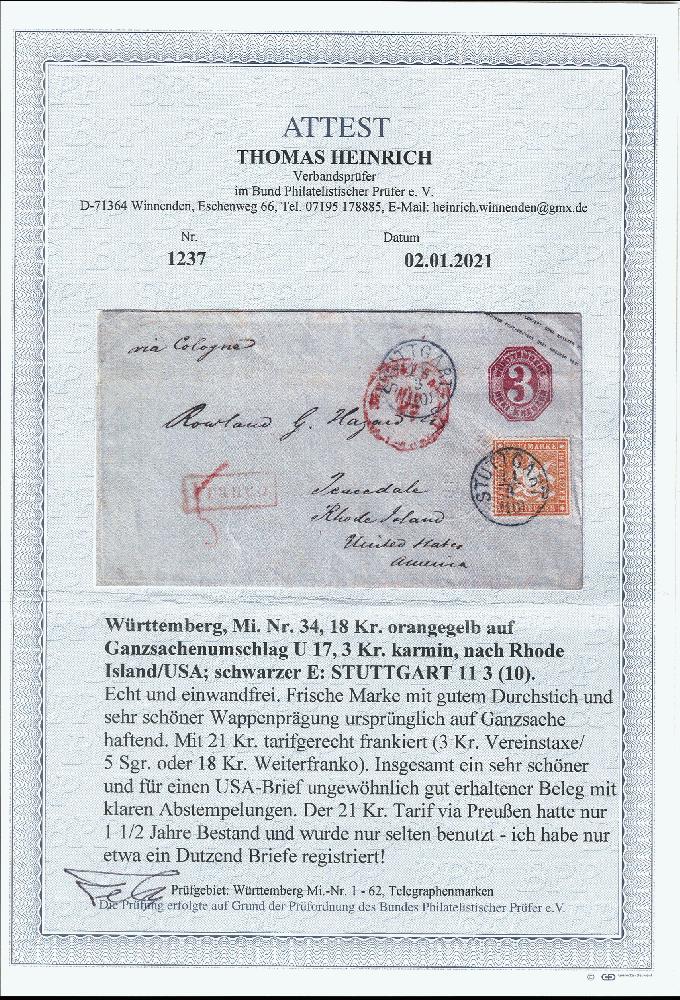 ATTEST
THOMAS HEINRICH
Verbandsprüfer
im Bund Philatelistischer Prüfer e. V.
D-71364 Winnenden, Eschenweg 66, Tel. 07195 178885, E-Mail: heinrich.winnenden@gmx.de
Nr. Datum
1237 02.01.2021
via Cologne
STUTTGART
3
Rowland G. Hazard
STUTTGART
Peacedale
Rhode Island
United States
America
Württemberg, Mi. Nr. 34, 18 Kr. orangegelb auf
Ganzsachenumschlag U 17, 3 Kr. karmin, nach Rhode
Island/USA; schwarzer E: STUTTGART 11 3 (10).
Echt und einwandfrei. Frische Marke mit gutem Durchstich und
sehr schöner Wappenprägung ursprünglich auf Ganzsache
haftend. Mit 21 Kr. tarifgerecht frankiert (3 Kr. Vereinstaxe/
5 Sgr. oder 18 Kr. Weiterfranko). Insgesamt ein sehr schöner
und für einen USA-Brief ungewöhnlich gut erhaltener Beleg mit
klaren Abstempelungen. Der 21 Kr. Tarif via Preußen hatte nur
1 1/2 Jahre Bestand und wurde nur selten benutzt - ich habe nur
etwa ein Dutzend Briefe registriert!
Prüfgebiet: Württemberg Mi.-Nr. 1 - 62, Telegraphenmarken
Die Prüfung erfolgte auf Grund der Prüfordnung des Bundes Philatelistischer Prüfer e.V.